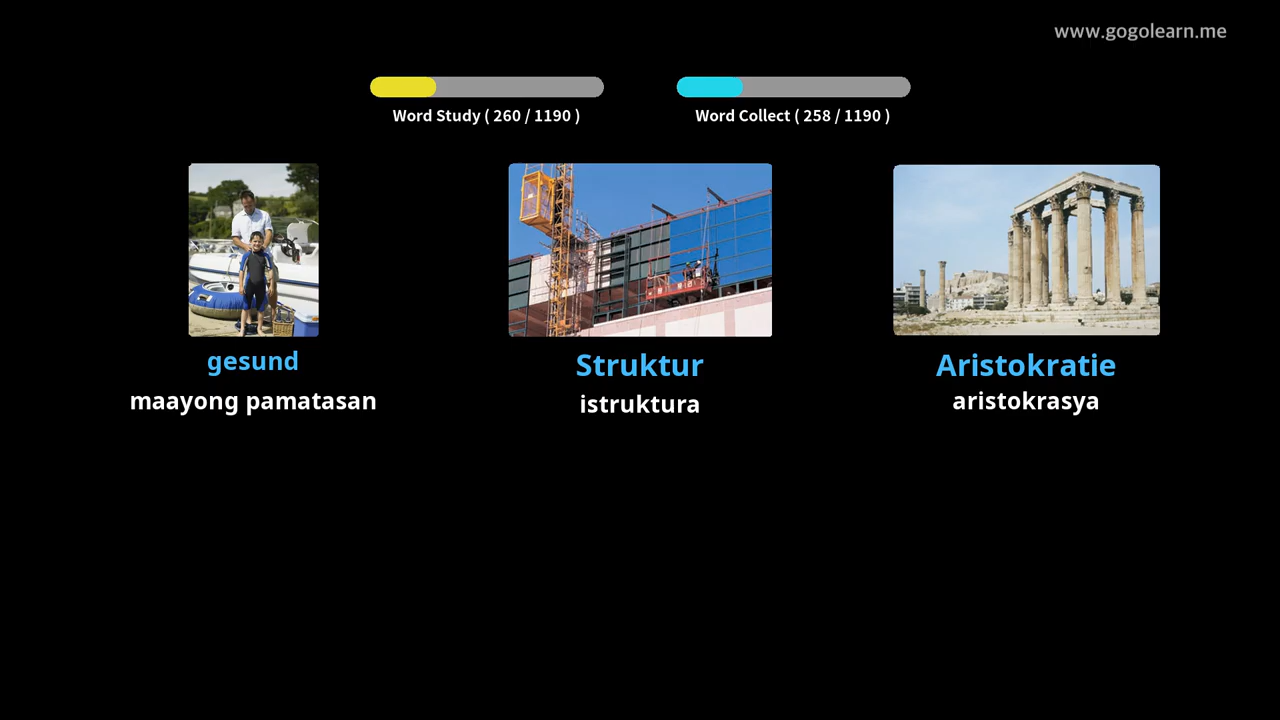 www.gogolearn.me
Word Study ( 260 / 1190 )
Word Collect ( 258 / 1190 )
gesund
maayong pamatasan
Struktur
istruktura
Aristokratie
aristokrasya